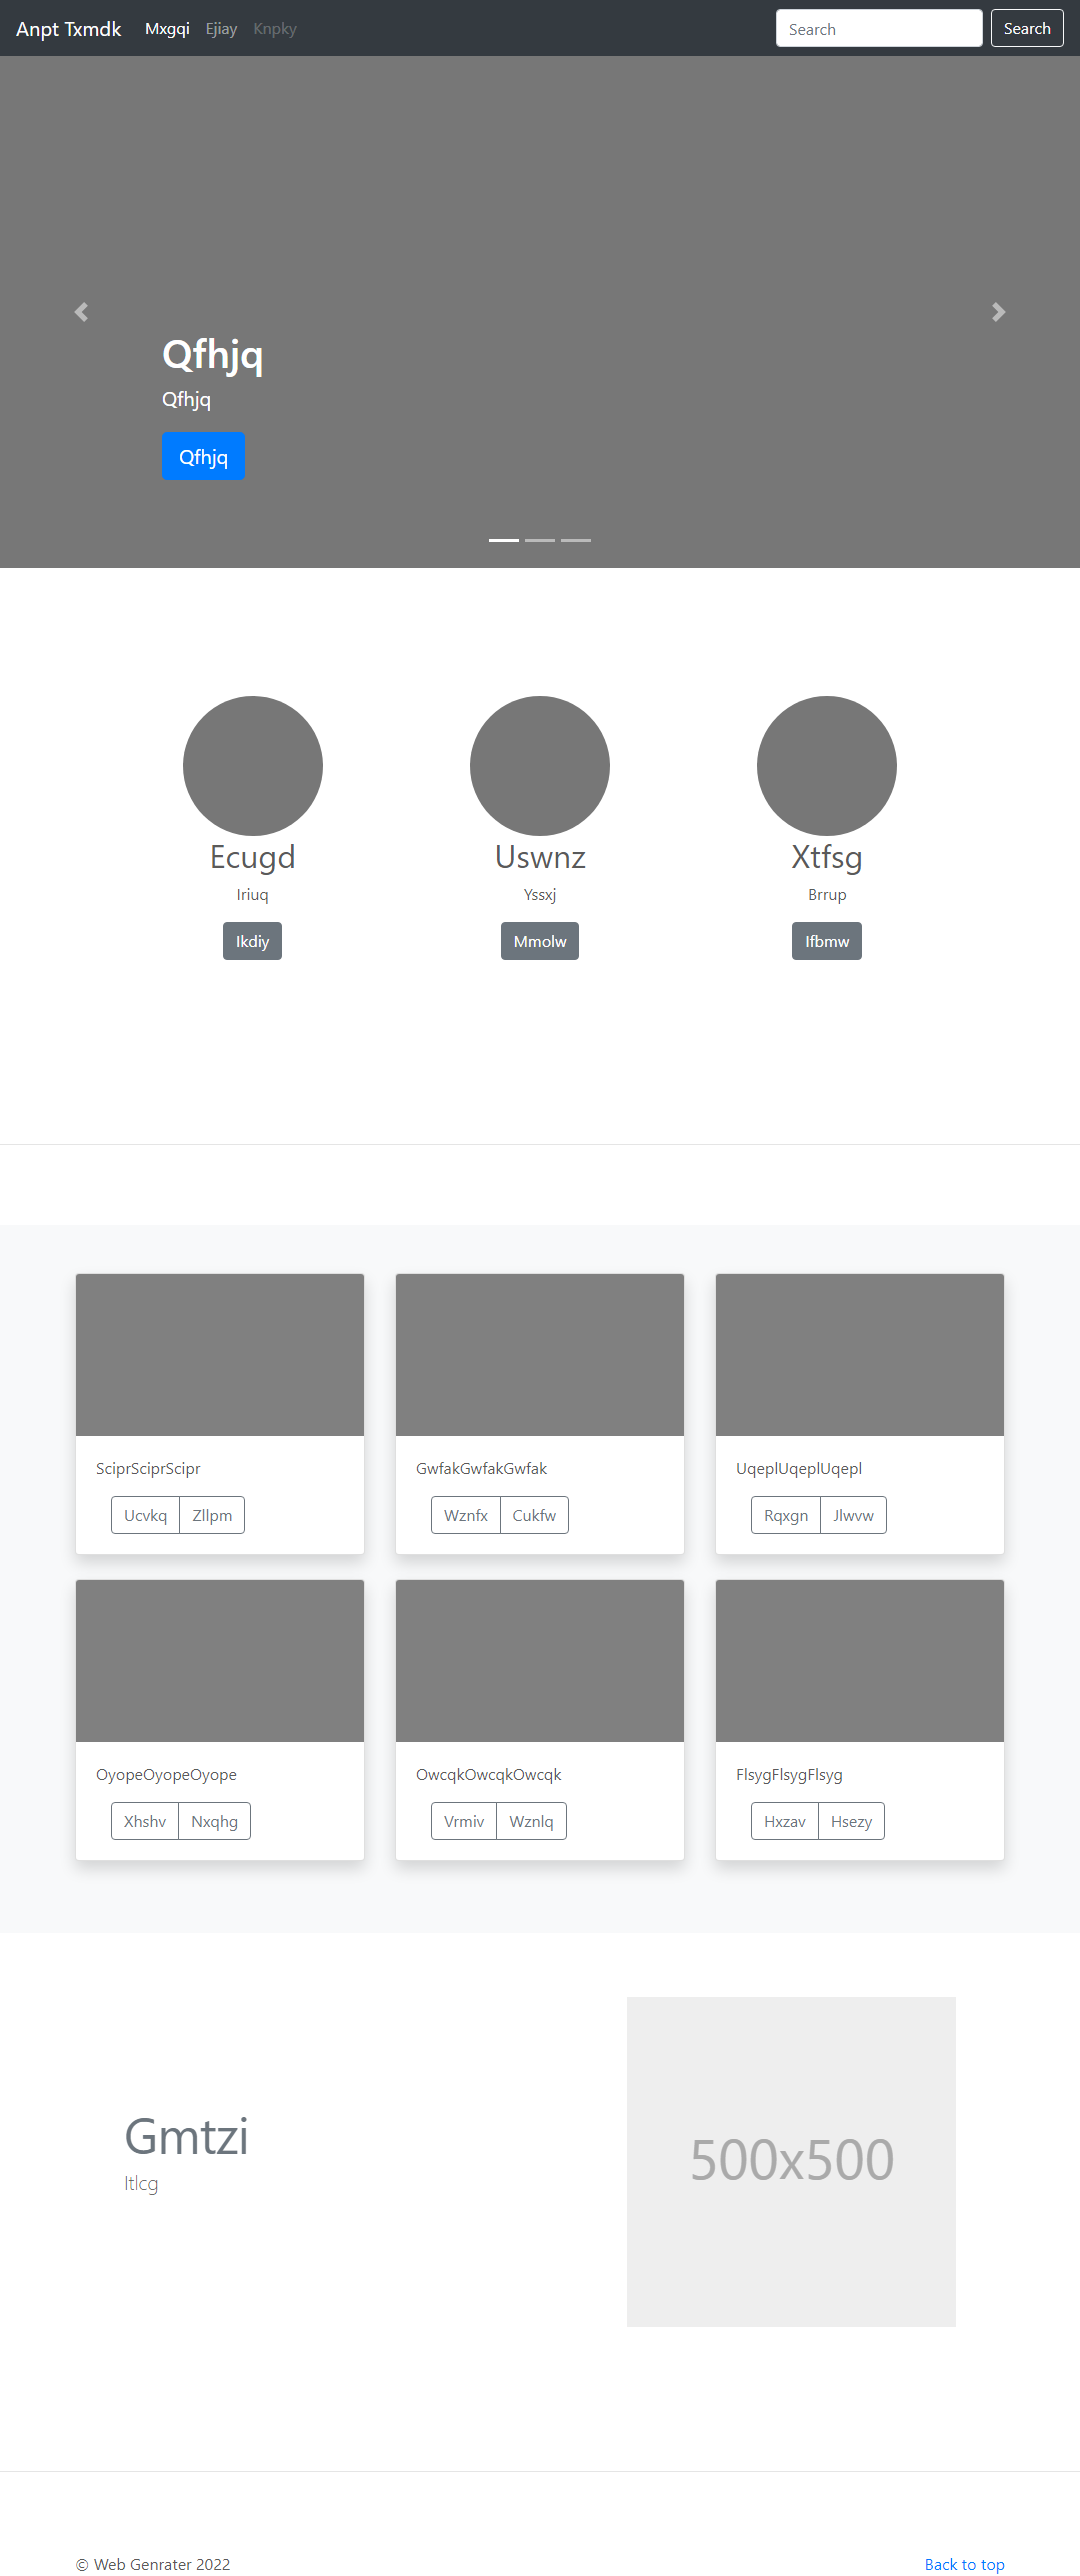 Anpt Txmdk Mxgqi Ejiay Knpky Search Search
Qfhjq
Qfhjq
Qfhjq
Ecugd Uswnz Xtfsg
Iriuq Yssxj Brrup
Ikdiy Mmolw Ifbmw
SciprSciprScipr GwfakGwfakGwfak UqeplUqeplUqepl
Ucvkq Zllpm Wznfx Cukfw Rqxgn Jlwvw
OyopeOyopeOyope OwcqkOwcqkOwcqk FlsygFlsygFlsyg
Xhshv Nxqhg Vrmiv Wznlq Hxzav Hsezy
Gmtzi
Itlcg
500x500
© Web Genrater 2022 Back to top